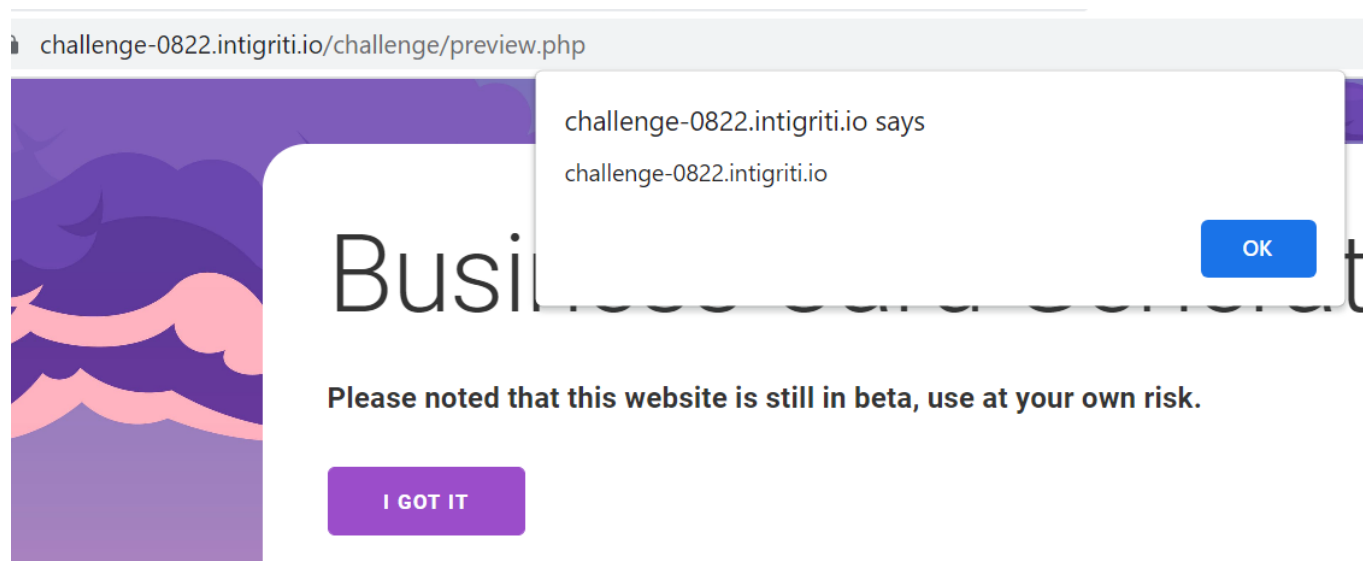 challenge-0822.intigriti.io/challenge/preview.php
challenge-0822.intigriti.io says
challenge-0822.intigriti.io
OK
Please noted that this website is still in beta, use at your own risk.
I GOT IT